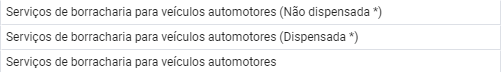 Serviços de borracharia para veículos automotores (Não dispensada *)
Serviços de borracharia para veículos automotores (Dispensada *)
Serviços de borracharia para veículos automotores